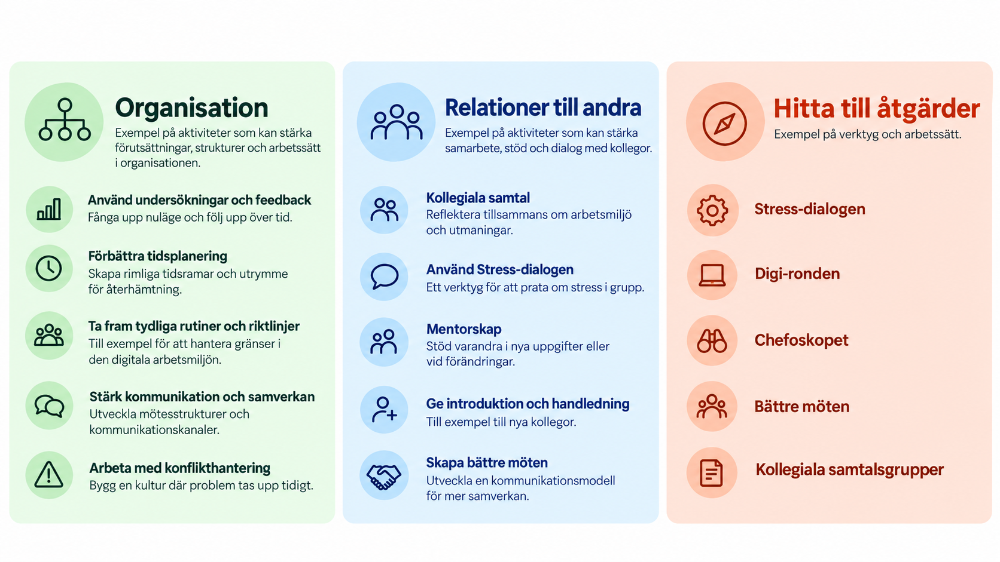 Organisation
Exempel på aktiviteter som kan stärka
förutsättningar, strukturer och arbetssätt
i organisationen.
Använd undersökningar och feedback
Fånga upp nuläge och följ upp över tid.
Förbättra tidsplanering
Skapa rimliga tidsramar och utrymme
för återhämtning.
Ta fram tydliga rutiner och riktlinjer
Till exempel för att hantera gränser i
den digitala arbetsmiljön.
Stärk kommunikation och samverkan
Utveckla mötesstrukturer och
kommunikationskanaler.
Arbeta med konflikthantering
Bygg en kultur där problem tas upp tidigt.
Relationer till andra
Exempel på aktiviteter som kan stärka
samarbete, stöd och dialog med kollegor.
Kollegiala samtal
Reflektera tillsammans om arbetsmiljö
och utmaningar.
Använd Stress-dialogen
Ett verktyg för att prata om stress i grupp.
Mentorskap
Stöd varandra i nya uppgifter eller
vid förändringar.
Ge introduktion och handledning
Till exempel till nya kollegor.
Skapa bättre möten
Utveckla en kommunikationsmodell
för mer samverkan.
Hitta till åtgärder
Exempel på verktyg och arbetssätt.
Stress-dialogen
Digi-ronden
Chefoskopet
Bättre möten
Kollegiala samtalsgrupper